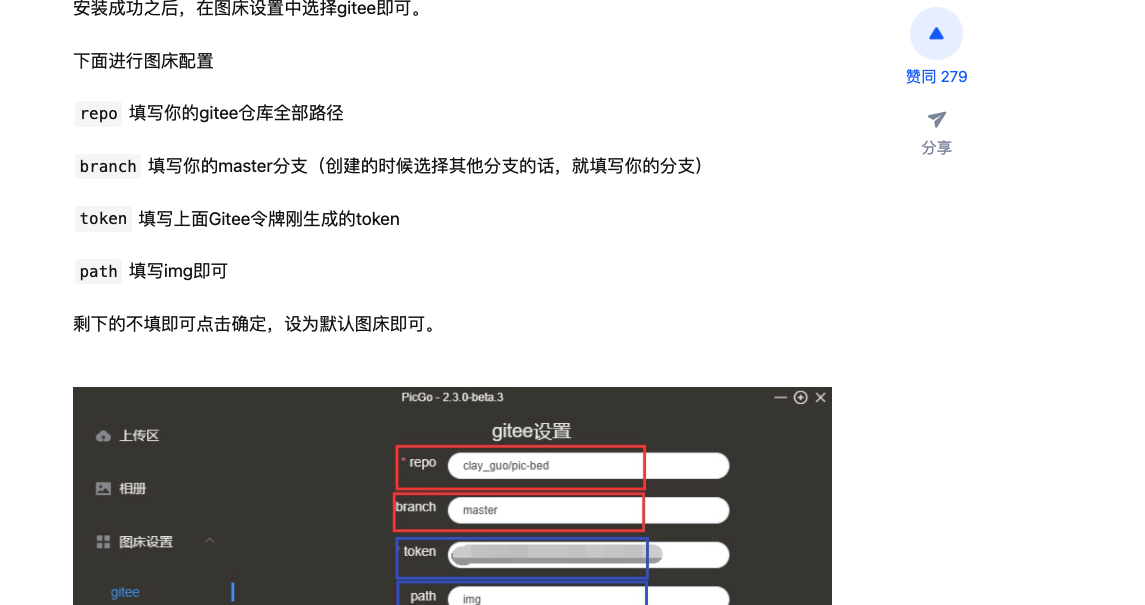 安装成功之后，在图床设置中选择gitee即可。
赞同 279
分享
下面进行图床配置
repo 填写你的gitee仓库全部路径
branch 填写你的master分支（创建的时候选择其他分支的话，就填写你的分支）
token 填写上面Gitee令牌刚生成的token
path 填写img即可
剩下的不填即可点击确定，设为默认图床即可。
PicGo - 2.3.0-beta.3
上传区
相册
图床设置
gitee
gitee设置
* repo clay_guo/pic-bed
branch master
token
path img